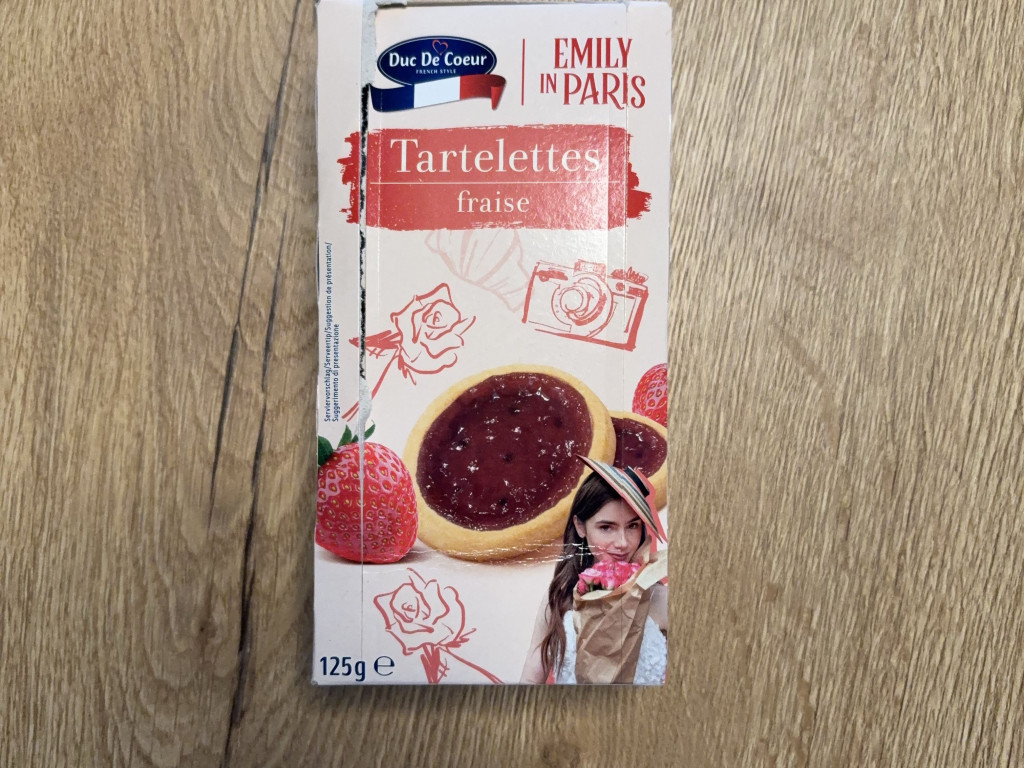 Duc De Coeur
FRENCH STYLE
EMILY
IN PARIS
Tartelettes
fraise
Serviervorschlag/Serveertip/Suggestion de présentation/
Suggerimento di presentazione
125g ℮